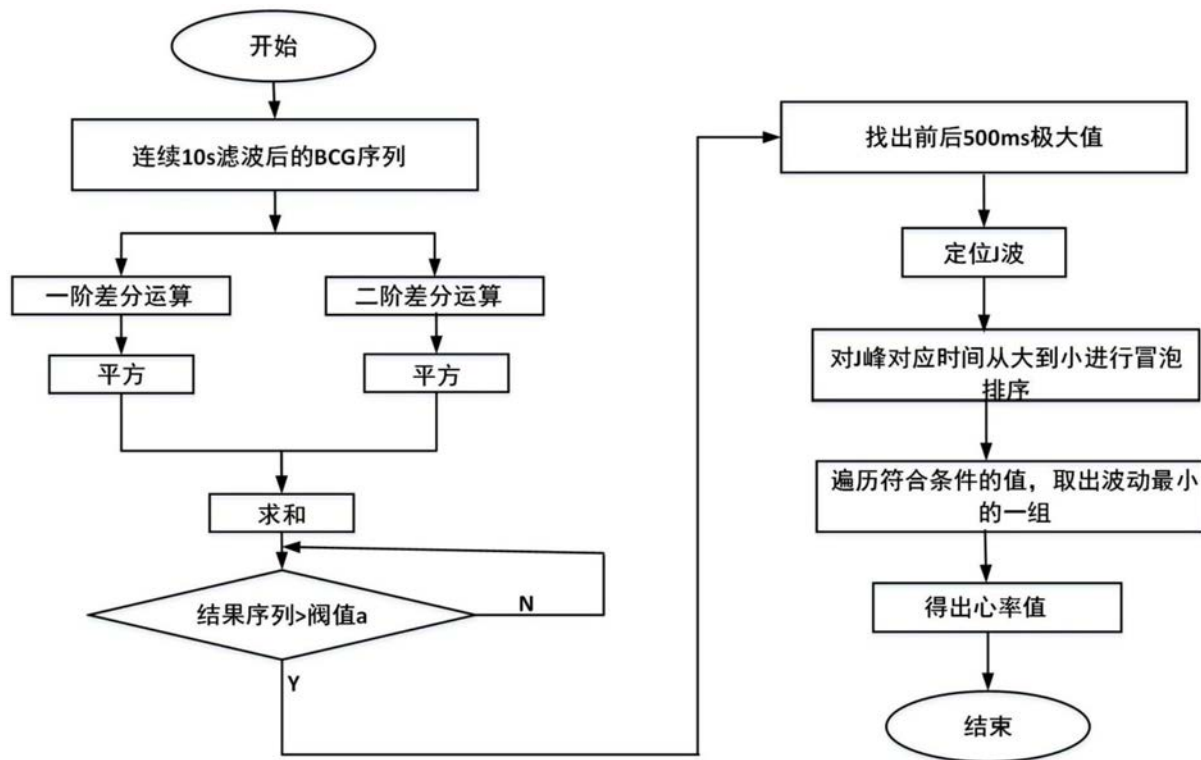 开始
连续10s滤波后的BCG序列
一阶差分运算
二阶差分运算
平方
平方
求和
结果序列>阀值a
N
Y
找出前后500ms极大值
定位J波
对J峰对应时间从大到小进行冒泡
排序
遍历符合条件的值，取出波动最小
的一组
得出心率值
结束